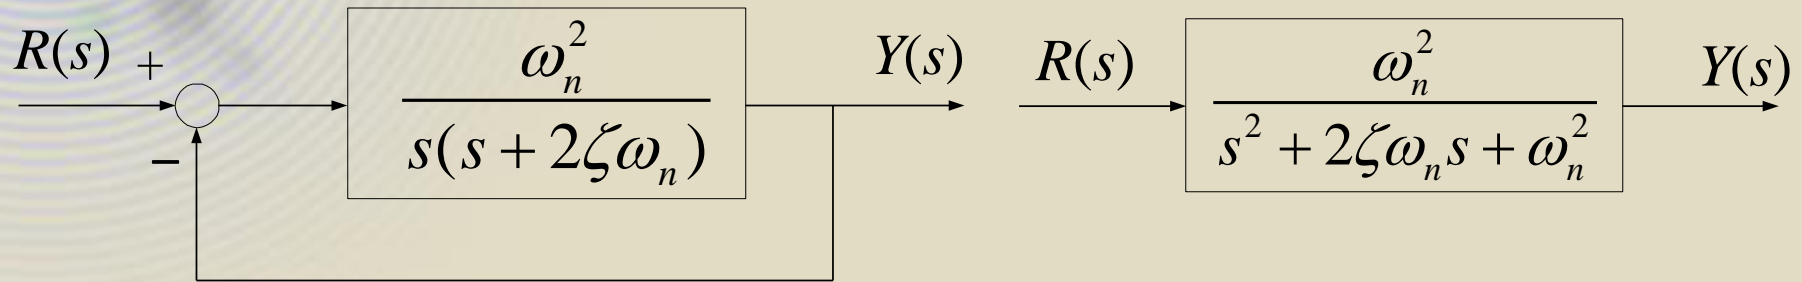 R(s) + ω_n^2 / s(s + 2ζω_n) Y(s)
−
R(s) ω_n^2 / s^2 + 2ζω_n s + ω_n^2 Y(s)